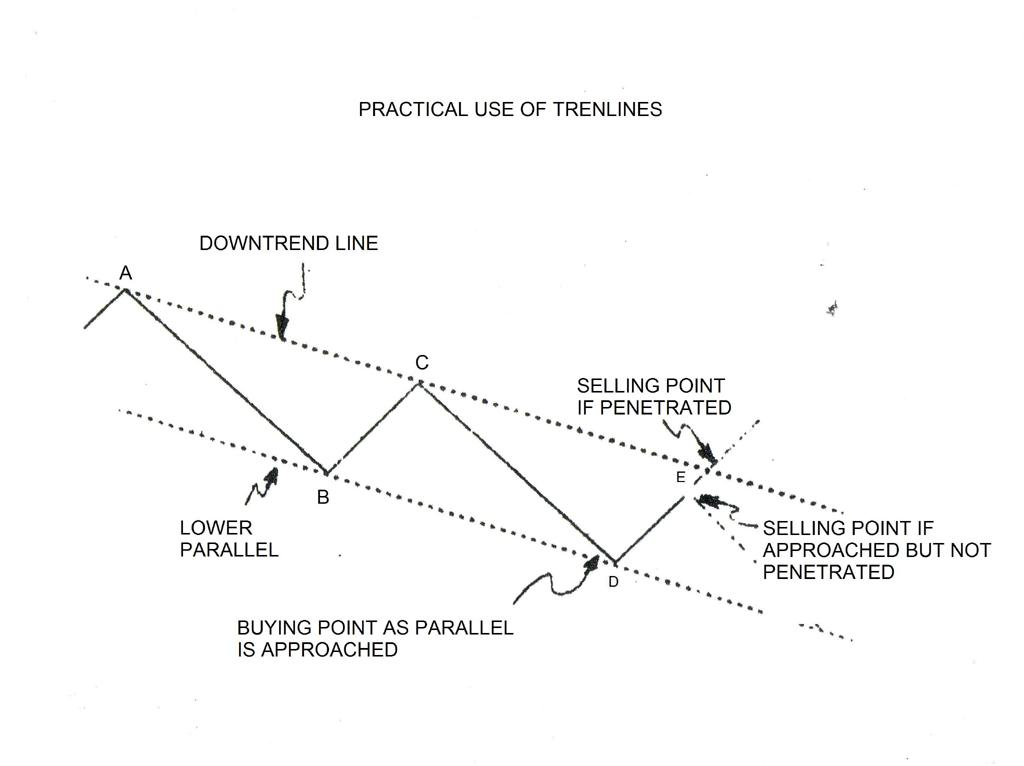 PRACTICAL USE OF TRENLINES
DOWNTREND LINE
A
C
SELLING POINT
IF PENETRATED
E
B
LOWER
PARALLEL
SELLING POINT IF
APPROACHED BUT NOT
PENETRATED
D
BUYING POINT AS PARALLEL
IS APPROACHED